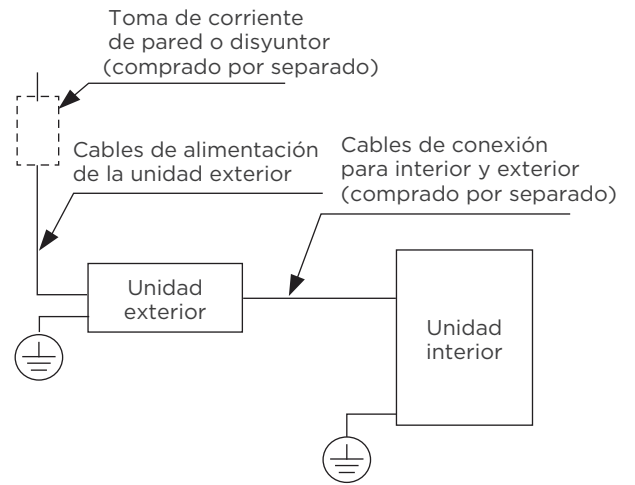 Toma de corriente
de pared o disyuntor
(comprado por separado)
Cables de alimentación
de la unidad exterior
Cables de conexión
para interior y exterior
(comprado por separado)
Unidad
exterior
Unidad
interior